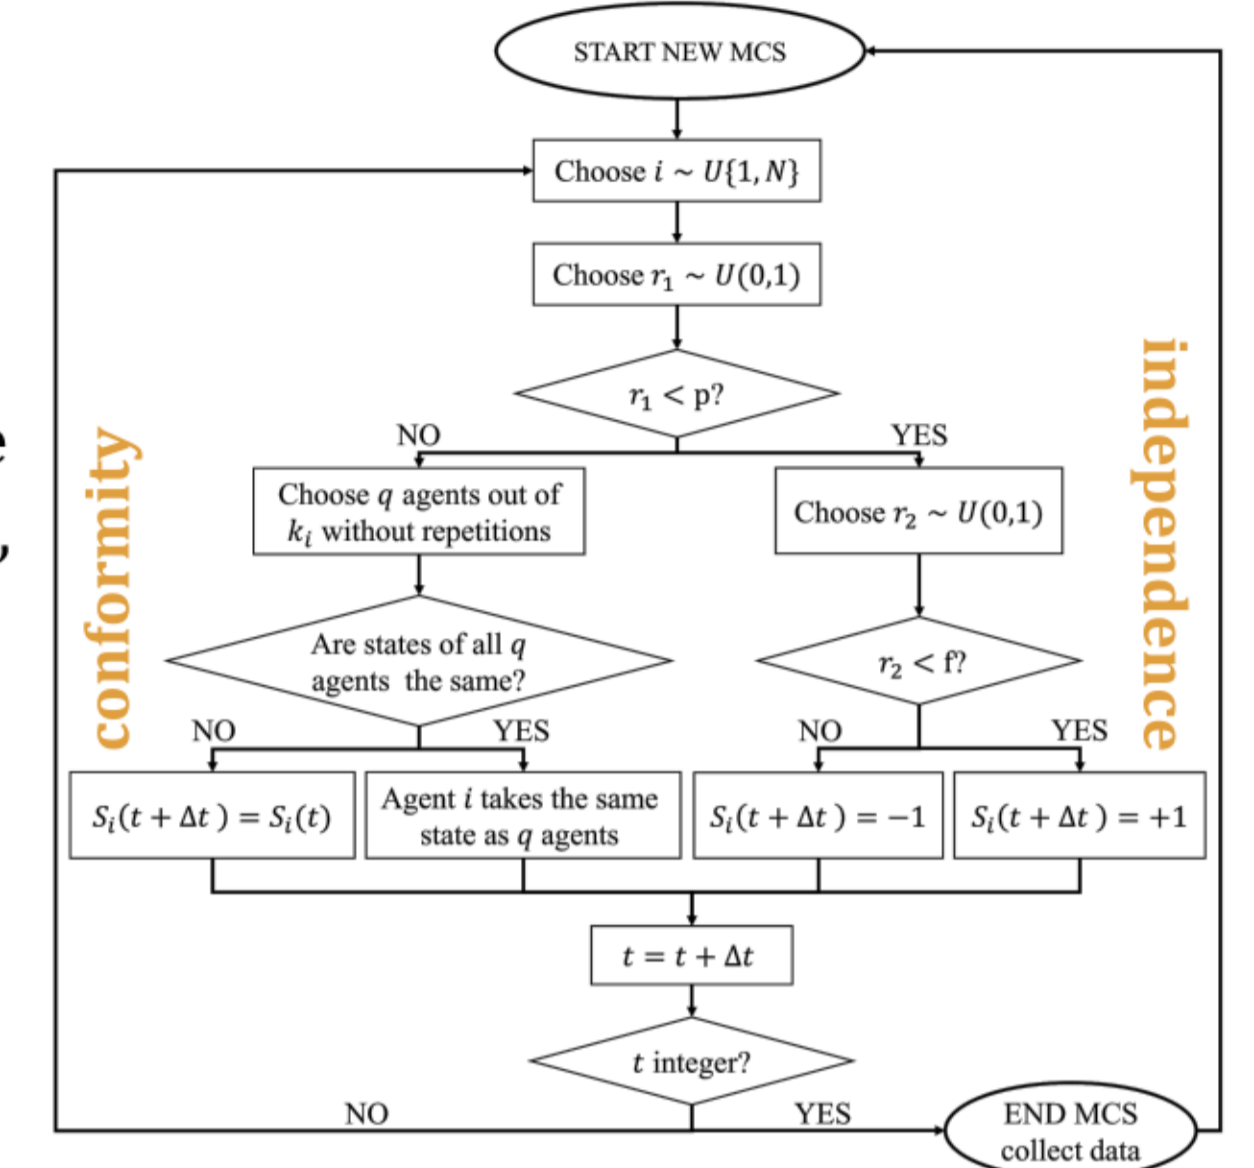 START NEW MCS
Choose i ~ U{1, N}
Choose r₁ ~ U(0,1)
r₁ < p?
NO
YES
Choose q agents out of
kᵢ without repetitions
Choose r₂ ~ U(0,1)
conformity
independence
e
,
Are states of all q
agents the same?
r₂ < f?
NO
YES
NO
YES
Sᵢ(t + Δt ) = Sᵢ(t)
Agent i takes the same
state as q agents
Sᵢ(t + Δt ) = −1
Sᵢ(t + Δt ) = +1
t = t + Δt
t integer?
NO
YES
END MCS
collect data